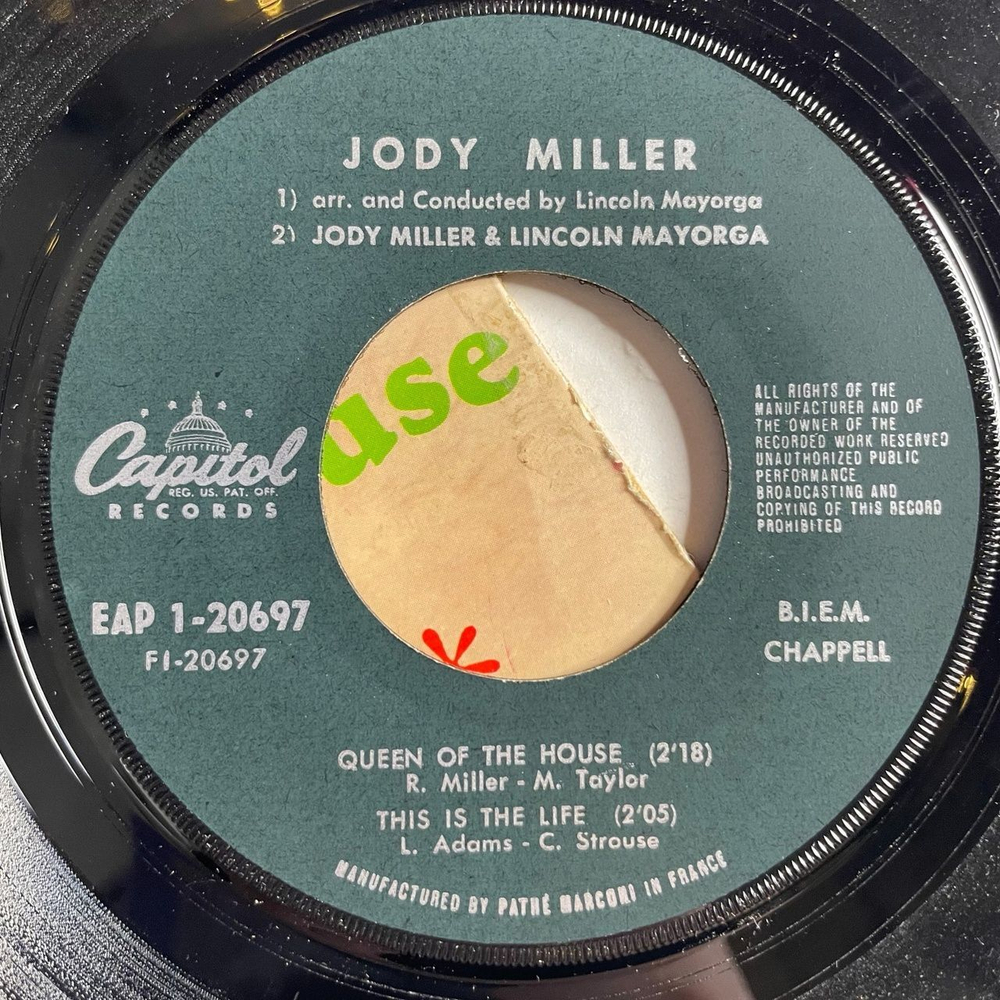 JODY MILLER
1) arr. and Conducted by Lincoln Mayorga
2) JODY MILLER & LINCOLN MAYORGA
use
Capitol
REG. US. PAT. OFF.
RECORDS
ALL RIGHTS OF THE
MANUFACTURER AND OF
THE OWNER OF THE
RECORDED WORK RESERVED
UNAUTHORIZED PUBLIC
PERFORMANCE
BROADCASTING AND
COPYING OF THIS RECORD
PROHIBITED
EAP 1-20697
FI-20697
B.I.E.M.
CHAPPELL
QUEEN OF THE HOUSE (2'18)
R. Miller - M. Taylor
THIS IS THE LIFE (2'05)
L. Adams - C. Strouse
MANUFACTURED BY PATHÉ MARCONI IN FRANCE